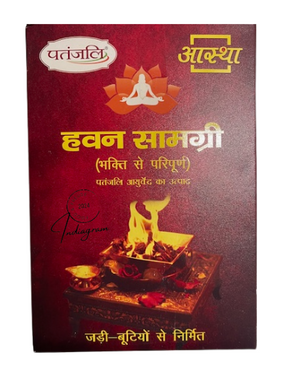 पतंजलि
आस्था
हवन सामग्री
(भक्ति से परिपूर्ण)
पतंजलि आयुर्वेद का उत्पाद
जड़ी-बूटियों से निर्मित